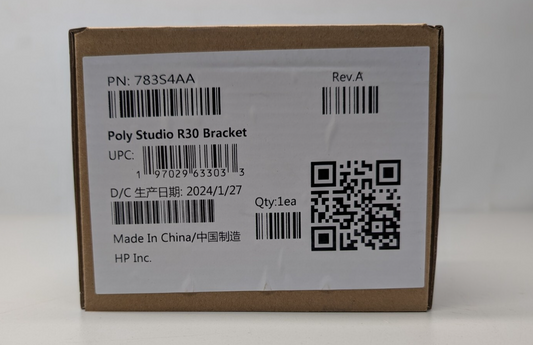 PN: 783S4AA
Rev.A
Poly Studio R30 Bracket
UPC:
1 97029 63303 3
D/C 生产日期: 2024/1/27
Qty:1ea
Made In China/中国制造
HP Inc.